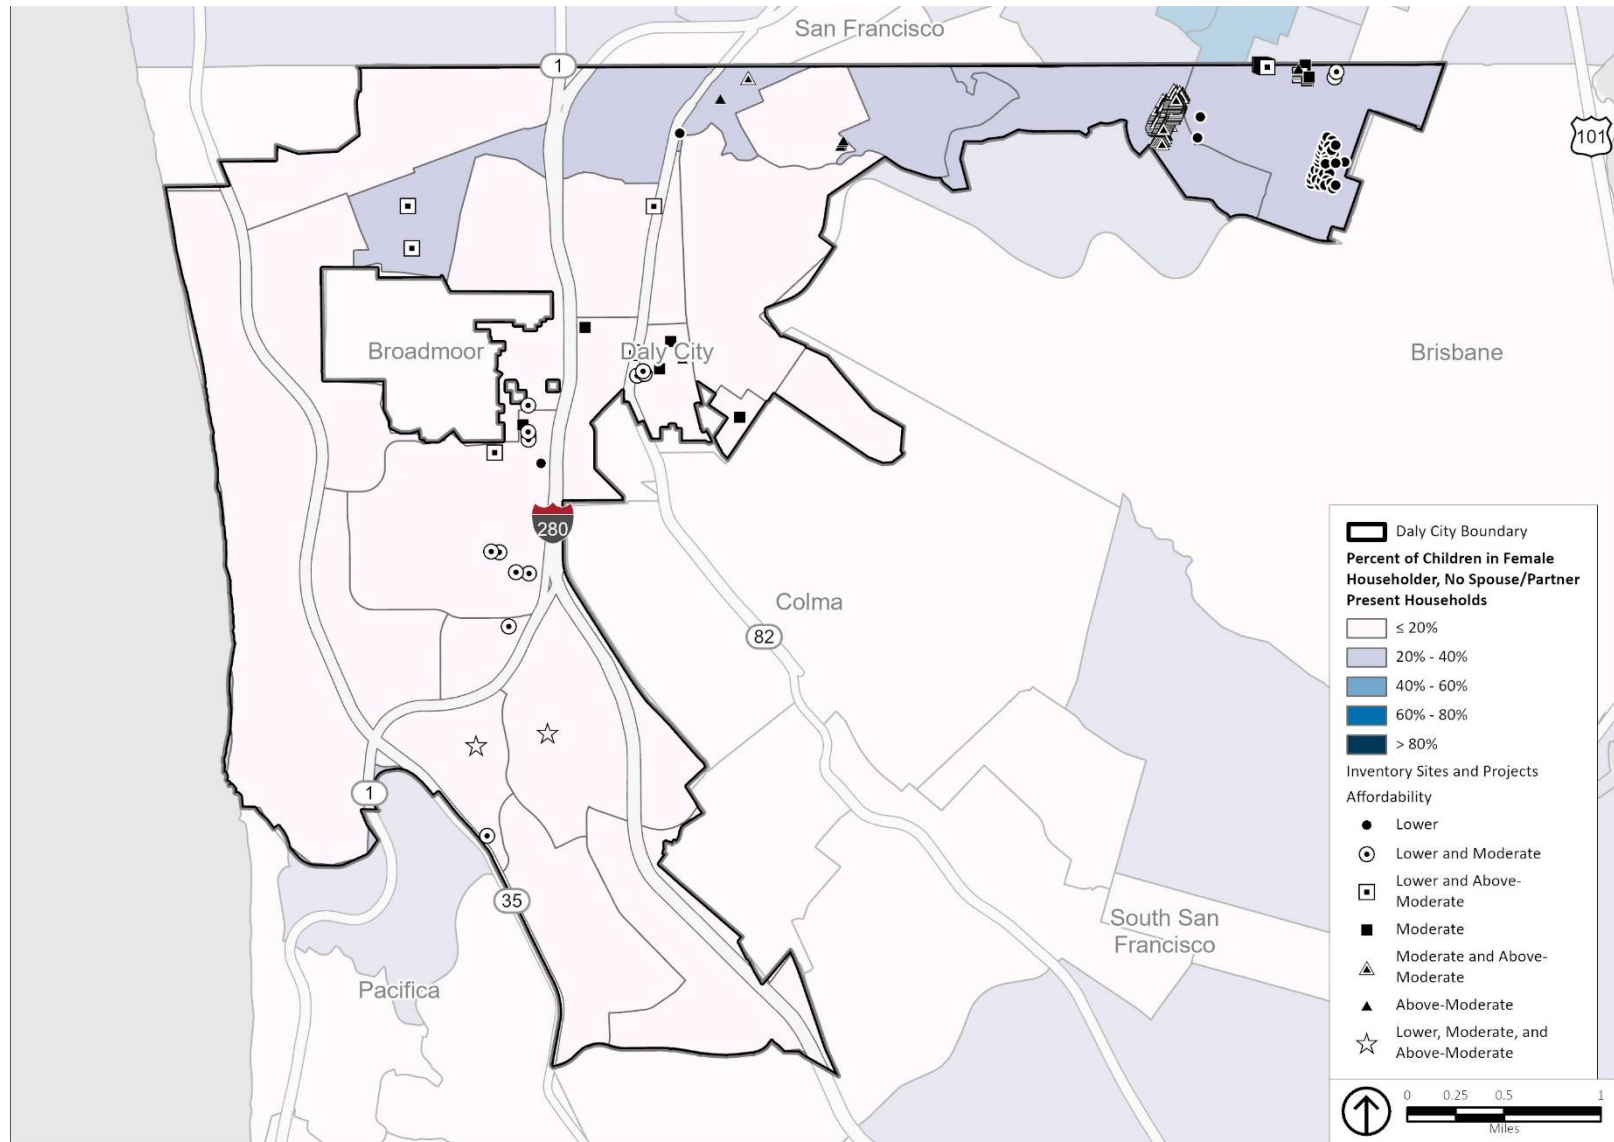 San Francisco
1
101
Broadmoor
Daly City
Brisbane
280
Colma
82
1
35
South San
Francisco
Pacifica
Daly City Boundary
Percent of Children in Female
Householder, No Spouse/Partner
Present Households
≤ 20%
20% - 40%
40% - 60%
60% - 80%
> 80%
Inventory Sites and Projects
Affordability
Lower
Lower and Moderate
Lower and Above-
Moderate
Moderate
Moderate and Above-
Moderate
Above-Moderate
Lower, Moderate, and
Above-Moderate
0 0.25 0.5 1
Miles